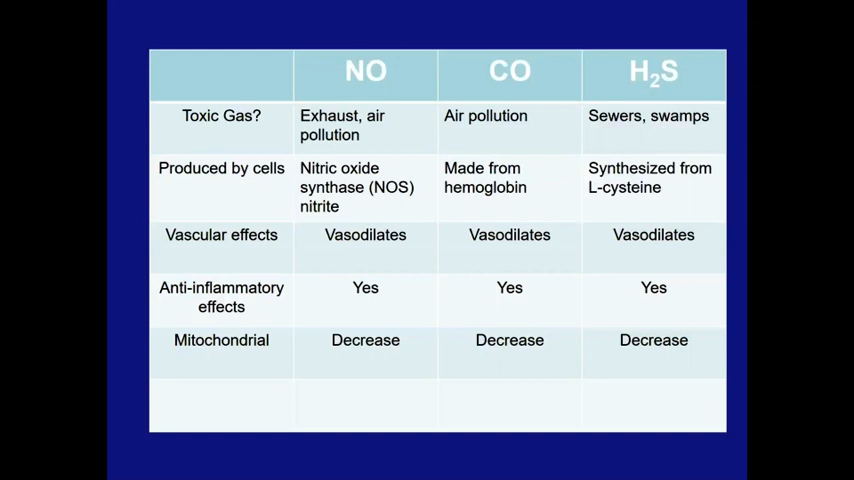 NO CO H₂S
Toxic Gas? Exhaust, air Air pollution Sewers, swamps
pollution
Produced by cells Nitric oxide Made from Synthesized from
synthase (NOS) hemoglobin L-cysteine
nitrite
Vascular effects Vasodilates Vasodilates Vasodilates
Anti-inflammatory Yes Yes Yes
effects
Mitochondrial Decrease Decrease Decrease